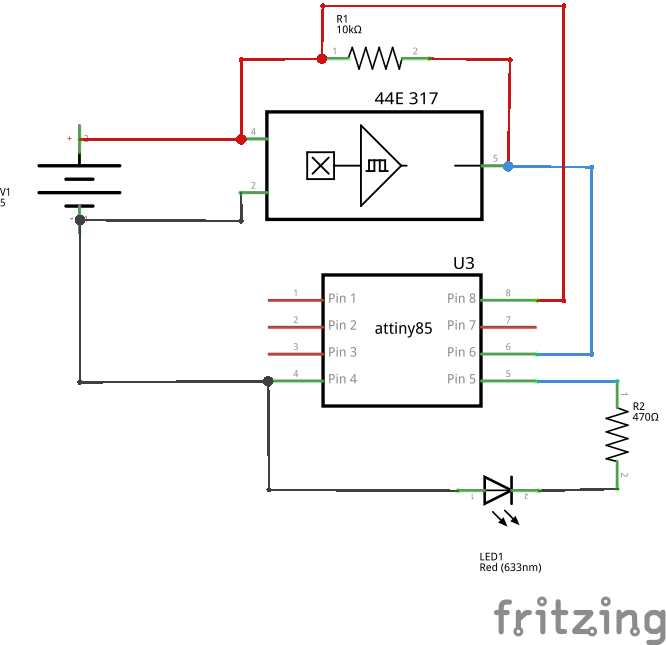 R1
10kΩ
1
2
44E 317
+
4
5
2
V1
5
-
U3
1
Pin 1
Pin 8
8
2
Pin 2
attiny85
Pin 7
7
3
Pin 3
Pin 6
6
4
Pin 4
Pin 5
5
1
R2
470Ω
2
1
2
LED1
Red (633nm)
fritzing